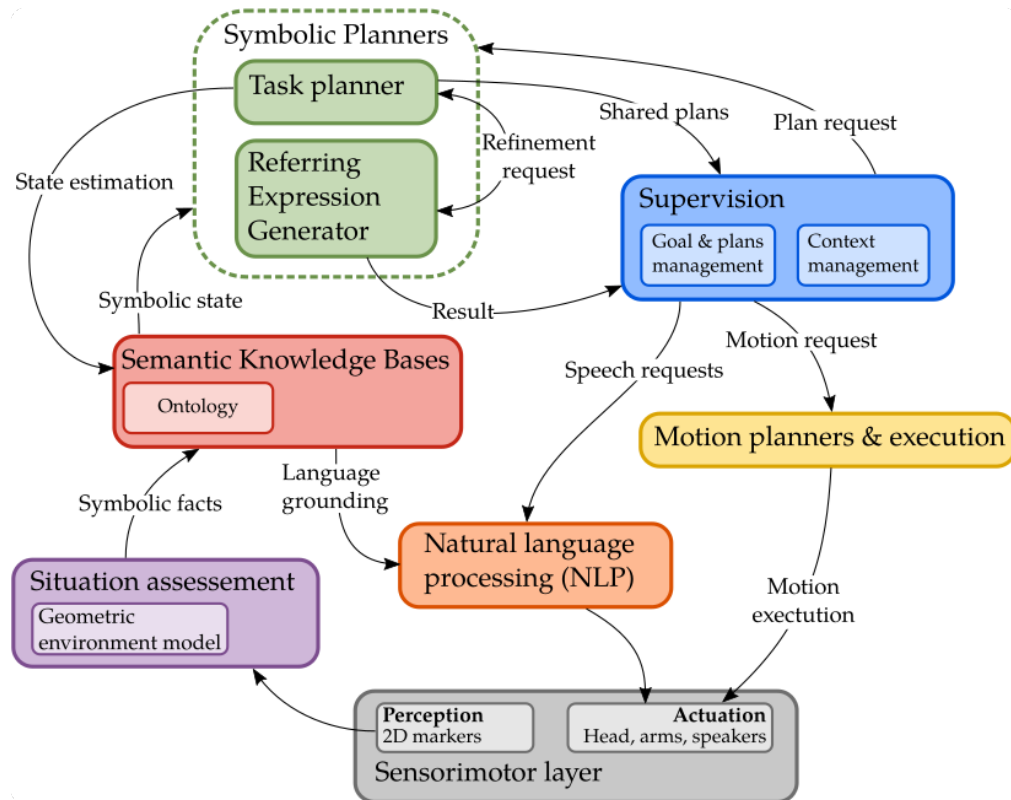 Symbolic Planners
Task planner
Referring
Expression
Generator
Shared plans
Plan request
Refinement
request
State estimation
Symbolic state
Result
Supervision
Goal & plans
management
Context
management
Semantic Knowledge Bases
Ontology
Speech requests
Motion request
Motion planners & execution
Symbolic facts
Language
grounding
Natural language
processing (NLP)
Situation assessement
Geometric
environment model
Motion
exectution
Perception
2D markers
Actuation
Head, arms, speakers
Sensorimotor layer